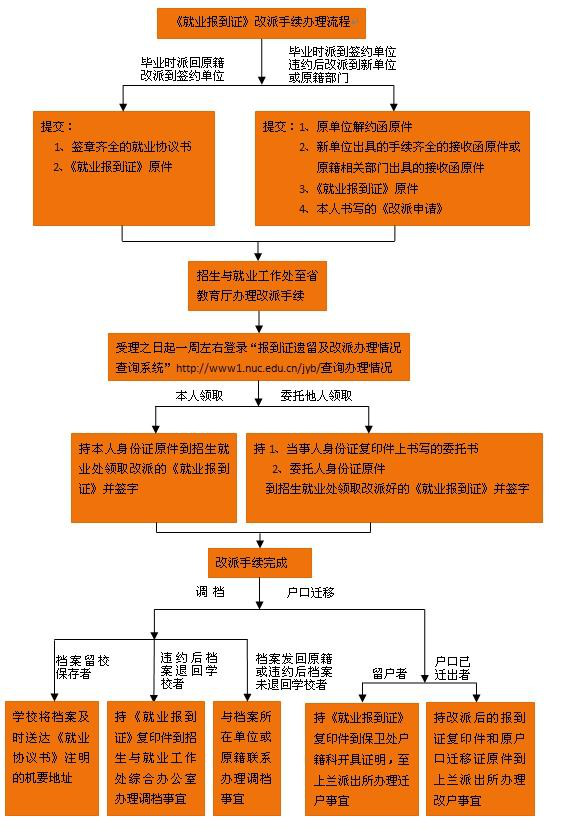 《就业报到证》改派手续办理流程
毕业时派回原籍
改派到签约单位
毕业时派到签约单位
违约后改派到新单位
或原籍部门
提交：
1、签章齐全的就业协议书
2、《就业报到证》原件
提交：1、原单位解约函原件
2、新单位出具的手续齐全的接收函原件或
原籍相关部门出具的接收函原件
3、《就业报到证》原件
4、本人书写的《改派申请》
招生与就业工作处至省
教育厅办理改派手续
受理之日起一周左右登录“报到证遗留及改派办理情况
查询系统”http://www1.nuc.edu.cn/jyb/查询办理情况
本人领取
委托他人领取
持本人身份证原件到招生就
业处领取改派的《就业报到
证》并签字
持 1、当事人身份证复印件上书写的委托书
2、委托人身份证原件
到招生就业处领取改派好的《就业报到证》并签字
改派手续完成
调 档
户口迁移
档案留校
保存者
违约后档
案退回学
校者
档案发回原籍
或违约后档案
未退回学校者
留户者
户口已
迁出者
学校将档案及
时送达《就业
协议书》注明
的机要地址
持《就业报到
证》复印件到招
生与就业工作
处综合办公室
办理调档事宜
与档案所
在单位或
原籍联系
办理调档
事宜
持《就业报到证》
复印件到保卫处户
籍科开具证明，至
上兰派出所办理迁
户事宜
持改派后的报到
证复印件和原户
口迁移证原件到
上兰派出所办理
改户事宜